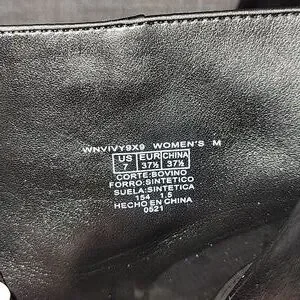 WNVIVY9X9 WOMEN'S M
US EUR CHINA
7 37½ 37½
CORTE:BOVINO
FORRO:SINTETICO
SUELA:SINTETICA
154 1.5
HECHO EN CHINA
0521